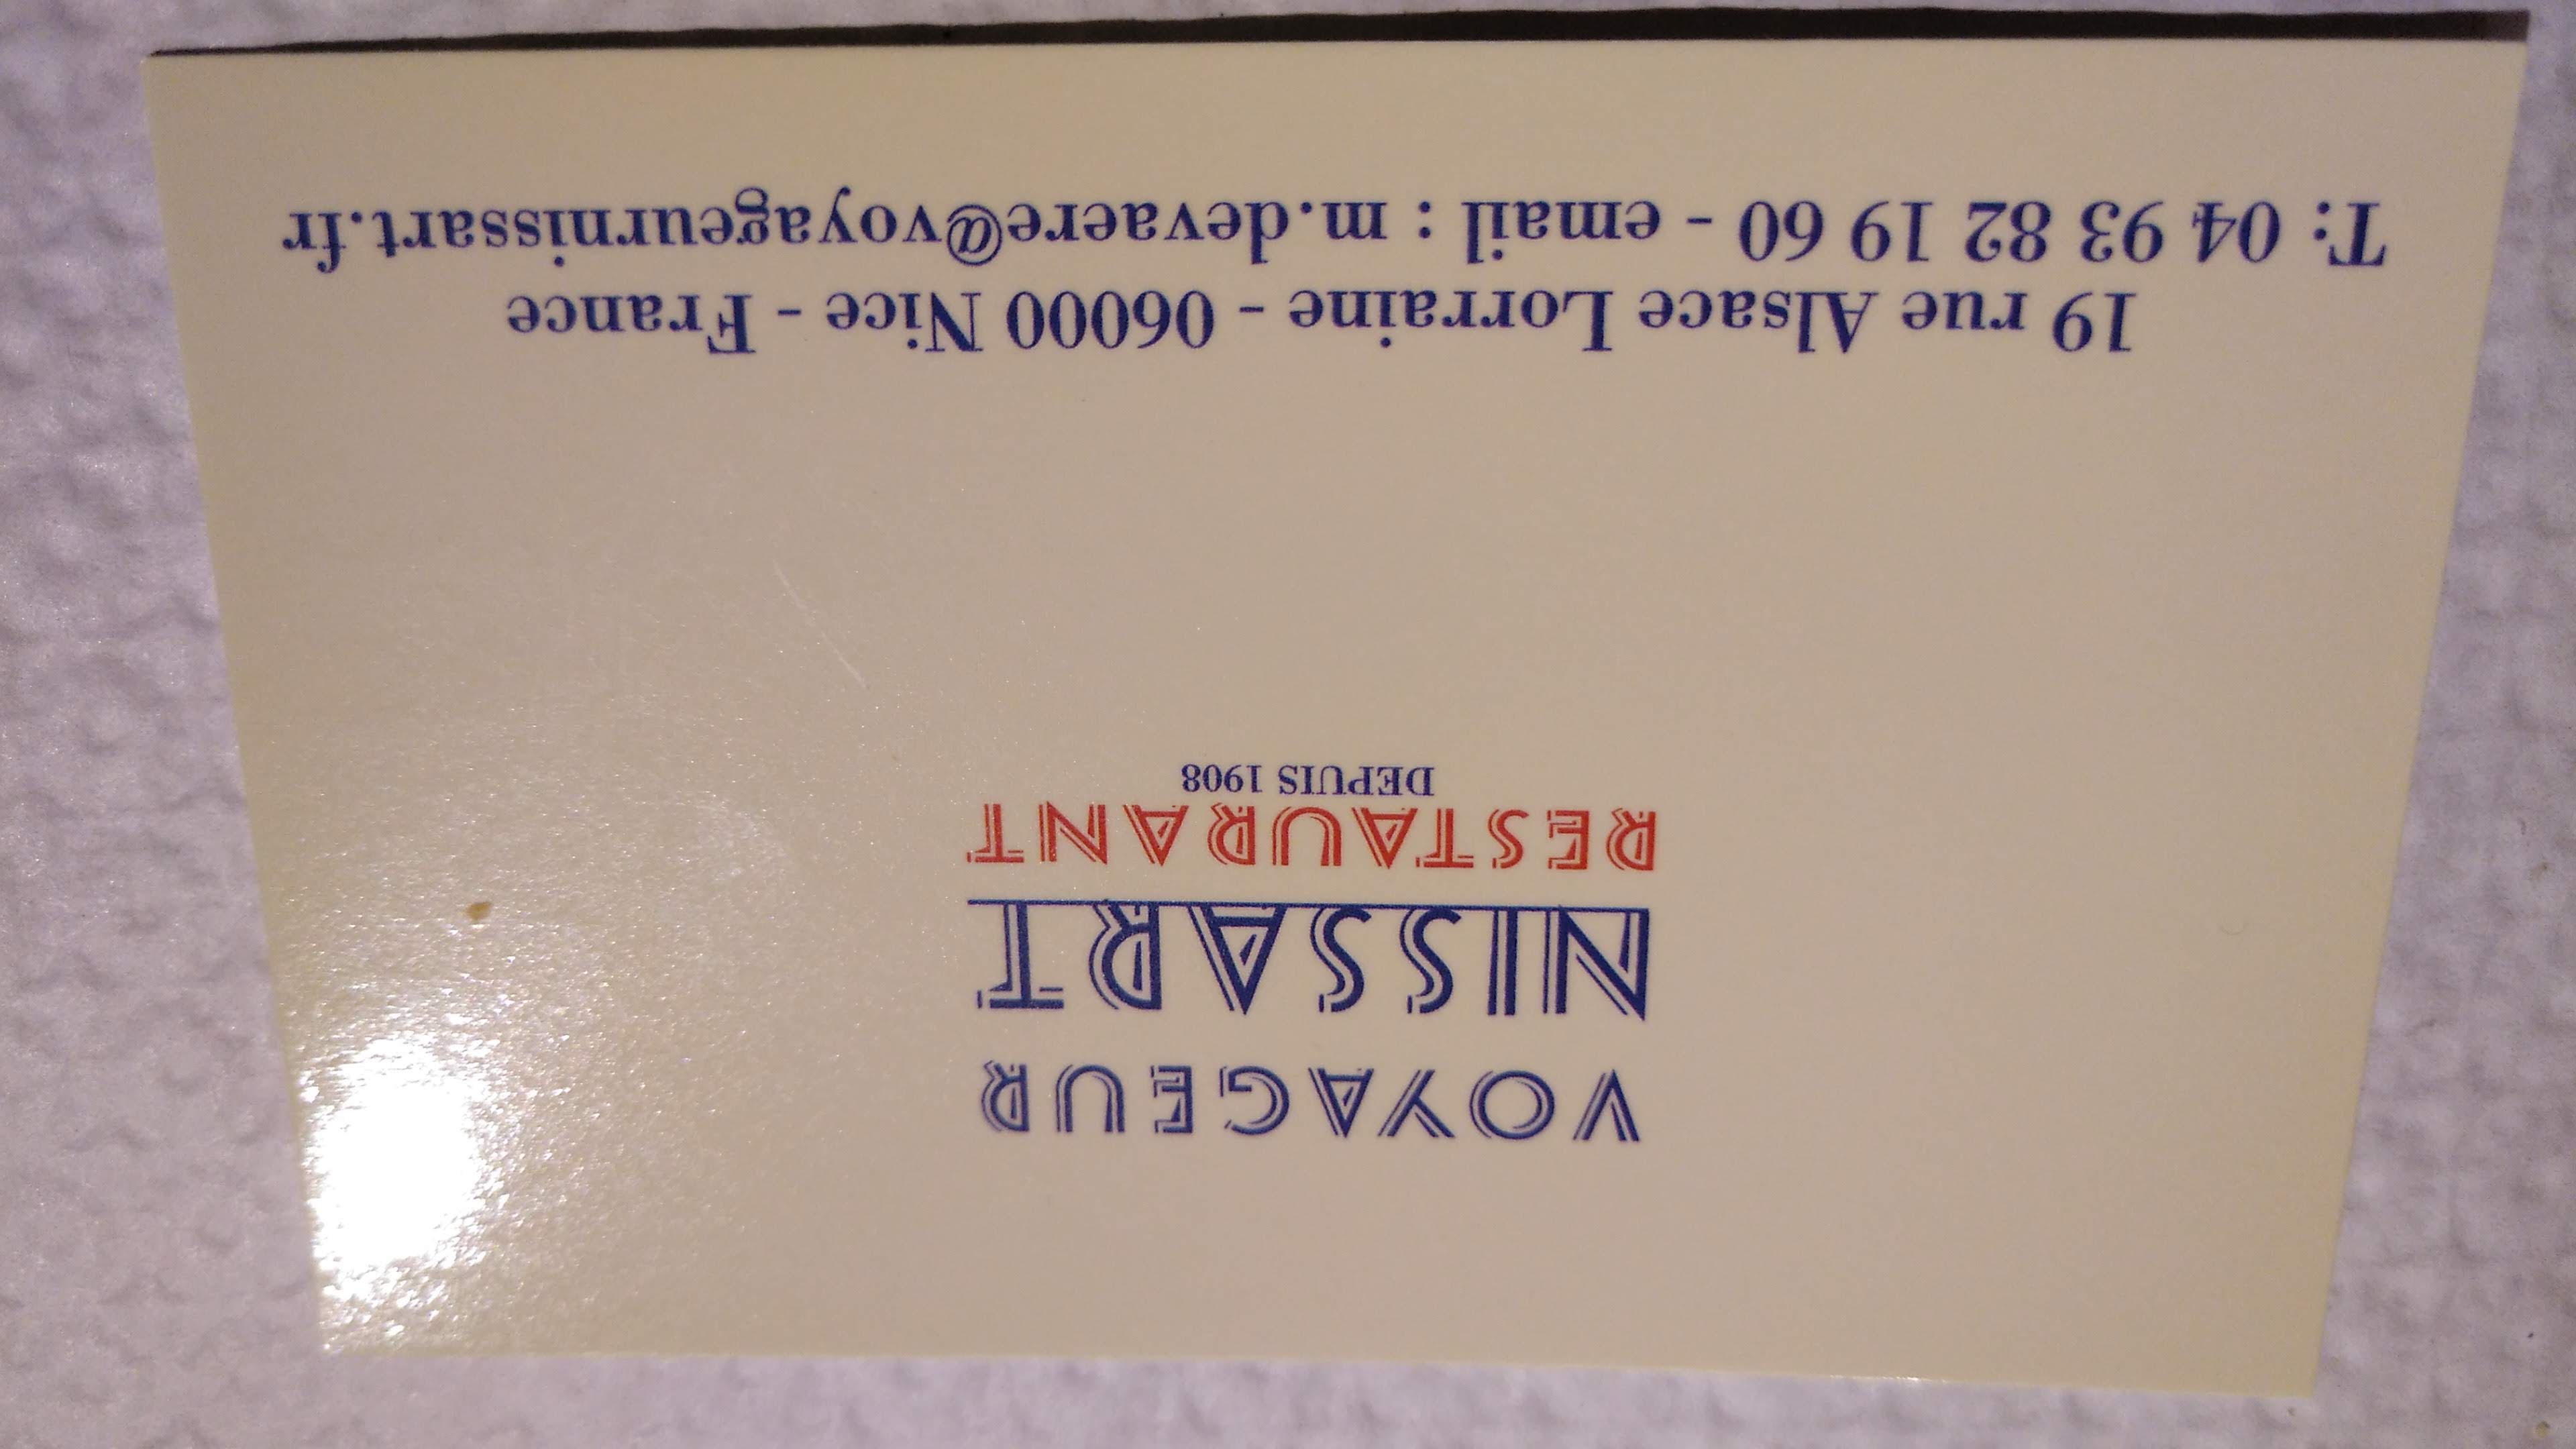 VOYAGEUR
NISSART
RESTAURANT
DEPUIS 1908
19 rue Alsace Lorraine - 06000 Nice - France
T: 04 93 82 19 60 - email : m.devaere@voyageurnissart.fr